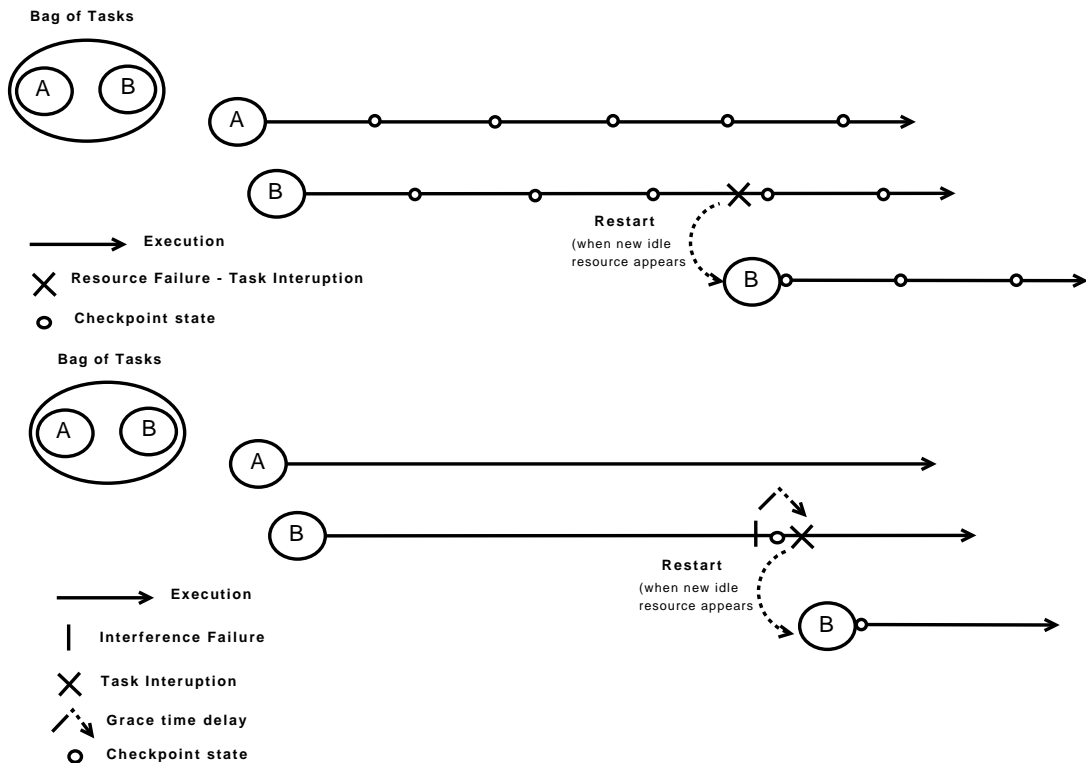 Bag of Tasks
A
B
A
B
Restart
(when new idle
resource appears
B
Execution
Resource Failure - Task Interuption
Checkpoint state
Bag of Tasks
A
B
A
B
Restart
(when new idle
resource appears
B
Execution
Interference Failure
Task Interuption
Grace time delay
Checkpoint state